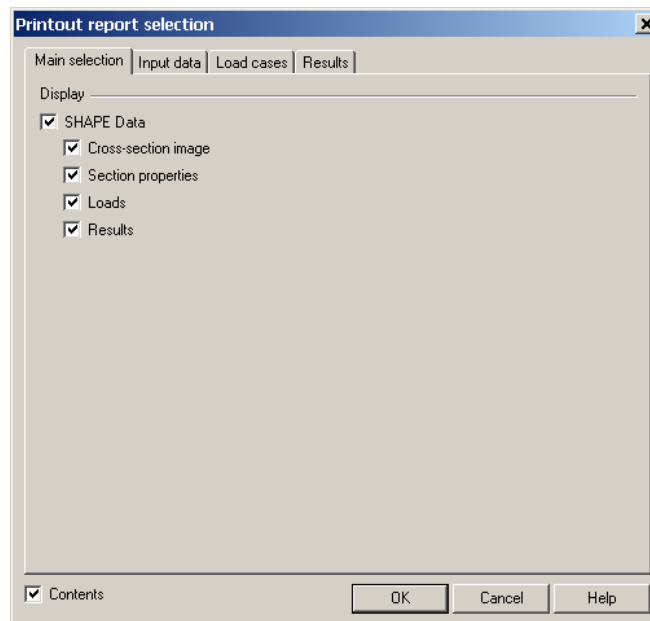 Printout report selection
Main selection Input data Load cases Results
Display
SHAPE Data
Cross-section image
Section properties
Loads
Results
Contents OK Cancel Help